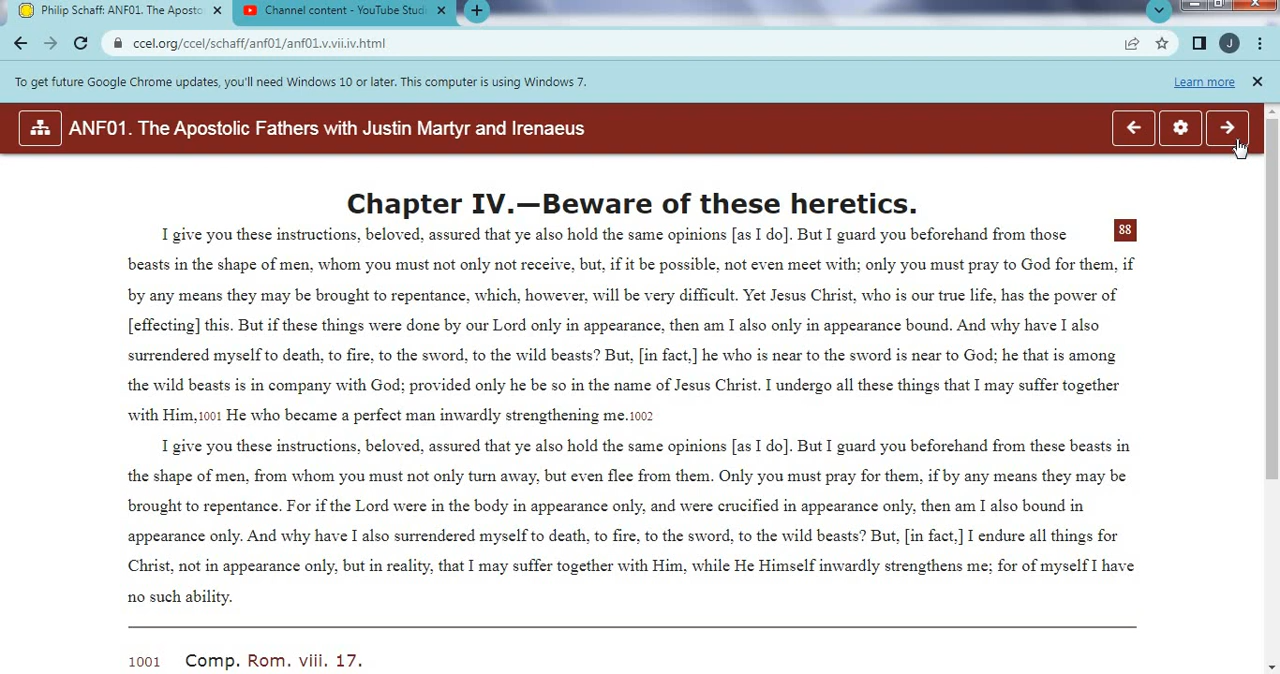 Philip Schaff: ANF01. The Aposto
Channel content - YouTube Studi
ccel.org/ccel/schaff/anf01/anf01.v.vii.iv.html
J
To get future Google Chrome updates, you'll need Windows 10 or later. This computer is using Windows 7.
Learn more
ANF01. The Apostolic Fathers with Justin Martyr and Irenaeus
Chapter IV.—Beware of these heretics.
I give you these instructions, beloved, assured that ye also hold the same opinions [as I do]. But I guard you beforehand from those
88
beasts in the shape of men, whom you must not only not receive, but, if it be possible, not even meet with; only you must pray to God for them, if
by any means they may be brought to repentance, which, however, will be very difficult. Yet Jesus Christ, who is our true life, has the power of
[effecting] this. But if these things were done by our Lord only in appearance, then am I also only in appearance bound. And why have I also
surrendered myself to death, to fire, to the sword, to the wild beasts? But, [in fact,] he who is near to the sword is near to God; he that is among
the wild beasts is in company with God; provided only he be so in the name of Jesus Christ. I undergo all these things that I may suffer together
with Him,1001 He who became a perfect man inwardly strengthening me.1002
I give you these instructions, beloved, assured that ye also hold the same opinions [as I do]. But I guard you beforehand from these beasts in
the shape of men, from whom you must not only turn away, but even flee from them. Only you must pray for them, if by any means they may be
brought to repentance. For if the Lord were in the body in appearance only, and were crucified in appearance only, then am I also bound in
appearance only. And why have I also surrendered myself to death, to fire, to the sword, to the wild beasts? But, [in fact,] I endure all things for
Christ, not in appearance only, but in reality, that I may suffer together with Him, while He Himself inwardly strengthens me; for of myself I have
no such ability.
1001 Comp. Rom. viii. 17.